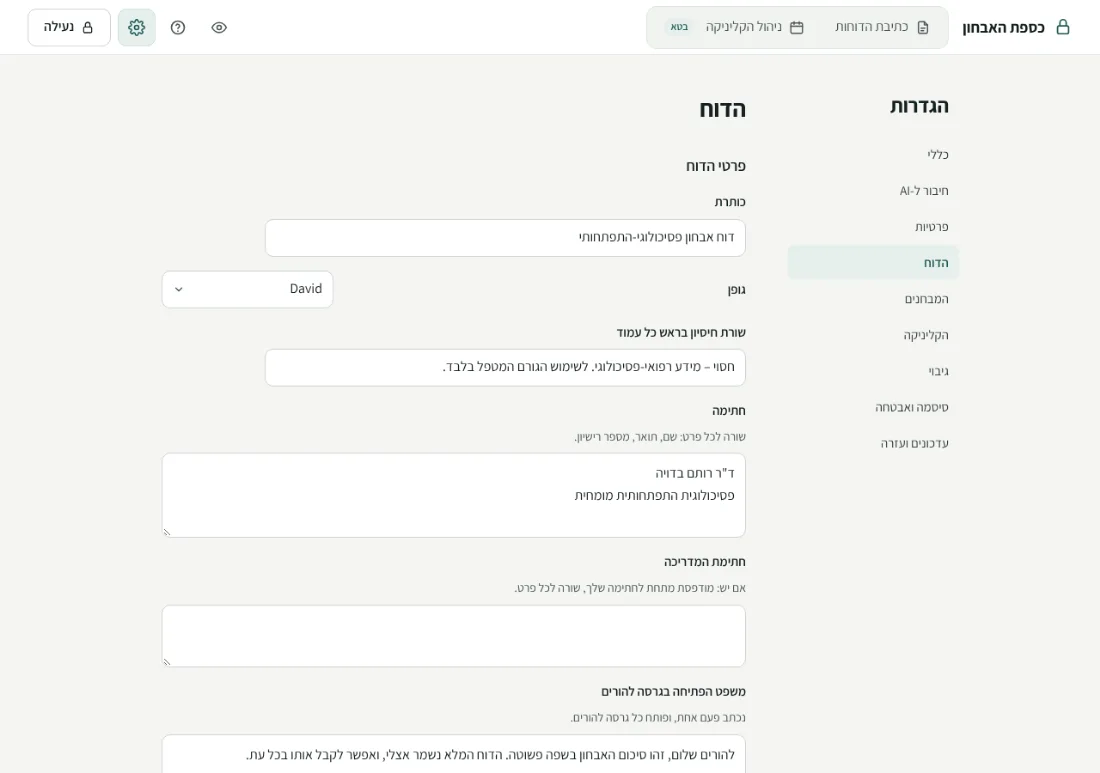 כספת האבחון
כתיבת הדוחות
ניהול הקליניקה
בטא
נעילה
הגדרות
כללי
חיבור ל-AI
פרטיות
הדוח
המבחנים
הקליניקה
גיבוי
סיסמה ואבטחה
עדכונים ועזרה
הדוח
פרטי הדוח
כותרת
דוח אבחון פסיכולוגי-התפתחותי
גופן
David
שורת חיסיון בראש כל עמוד
חסוי – מידע רפואי-פסיכולוגי. לשימוש הגורם המטפל בלבד.
חתימה
שורה לכל פרט: שם, תואר, מספר רישיון.
ד"ר רותם בדויה
פסיכולוגית התפתחותית מומחית
חתימת המדריכה
אם יש: מודפסת מתחת לחתימה שלך, שורה לכל פרט.
משפט הפתיחה בגרסה להורים
נכתב פעם אחת, ופותח כל גרסה להורים.
להורים שלום, זהו סיכום האבחון בשפה פשוטה. הדוח המלא נשמר אצלי, ואפשר לקבל אותו בכל עת.